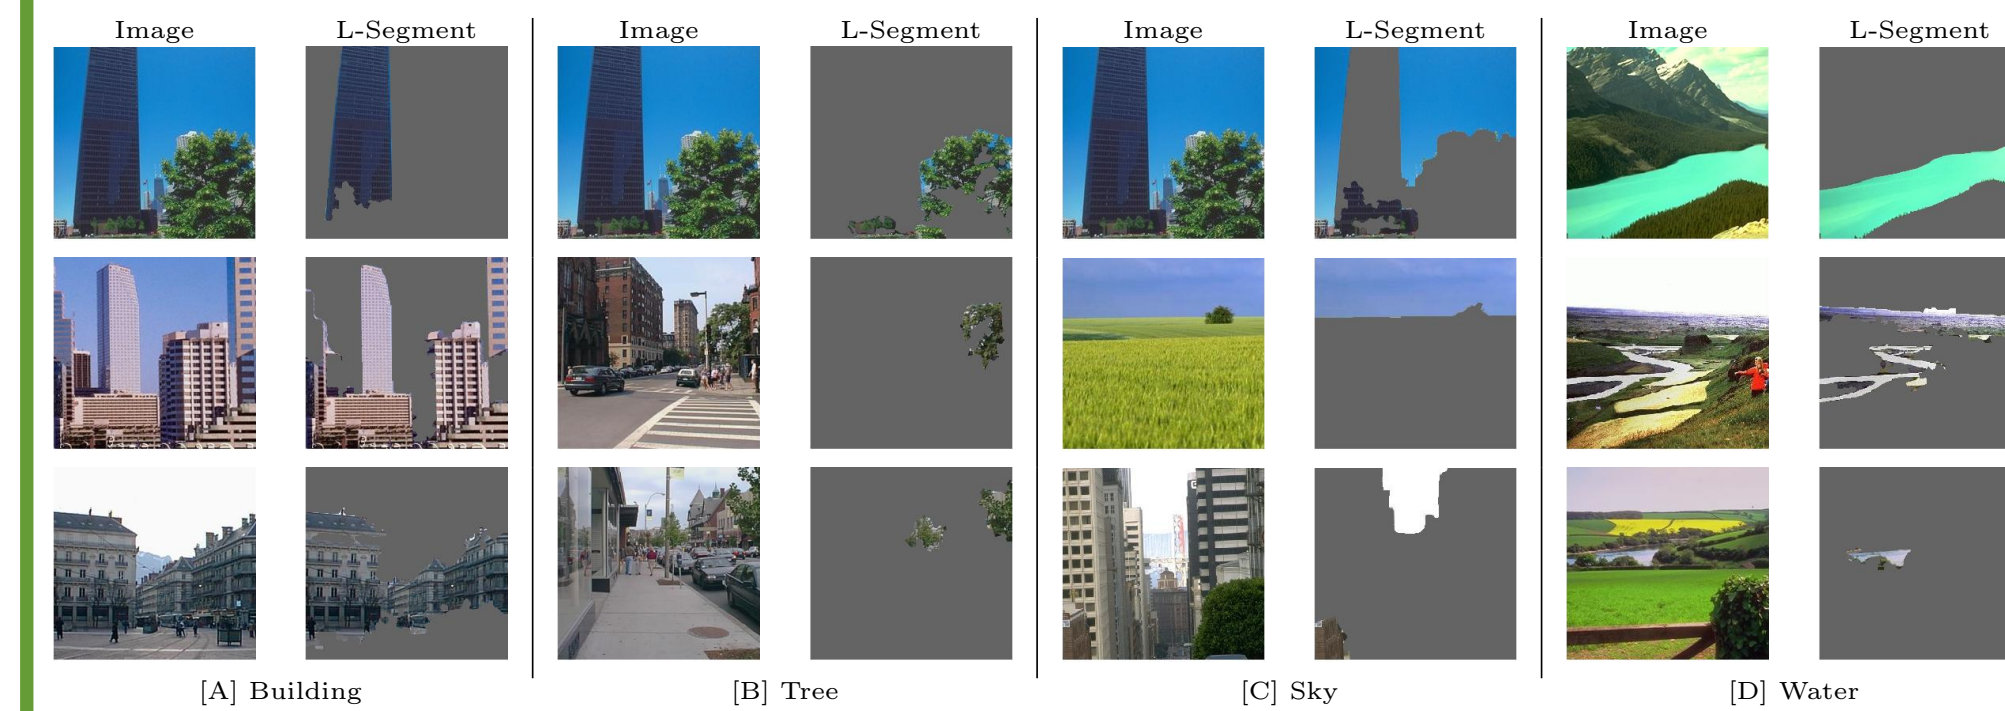 Image L-Segment Image L-Segment Image L-Segment Image L-Segment
[A] Building [B] Tree [C] Sky [D] Water